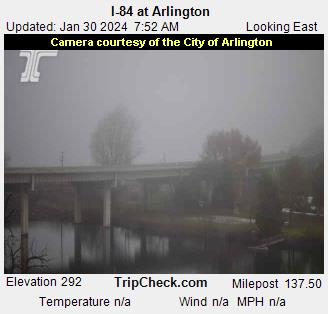 I-84 at Arlington
Updated: Jan 30 2024 7:52 AM Looking East
Camera courtesy of the City of Arlington
Elevation 292 TripCheck.com Milepost 137.50
Temperature n/a Wind n/a MPH n/a